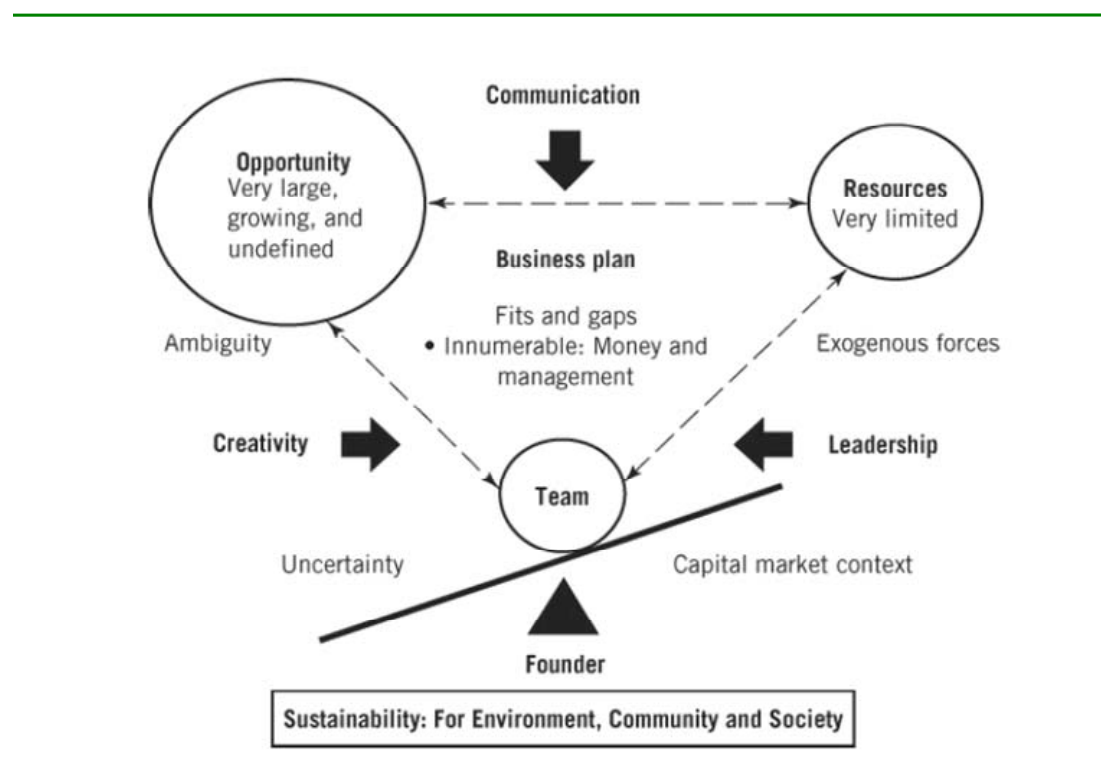 Communication
Opportunity
Very large,
growing, and
undefined
Resources
Very limited
Business plan
Fits and gaps
• Innumerable: Money and
management
Ambiguity
Exogenous forces
Creativity
Leadership
Team
Uncertainty
Capital market context
Founder
Sustainability: For Environment, Community and Society